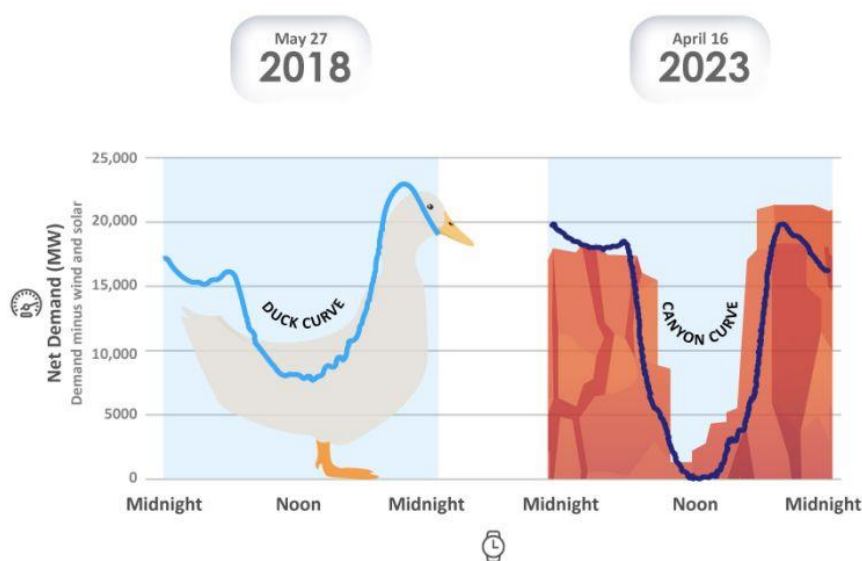 May 27
2018
April 16
2023
Net Demand (MW)
Demand minus wind and solar
25,000
20,000
15,000
10,000
5000
0
DUCK CURVE
CANYON CURVE
Midnight
Noon
Midnight
Midnight
Noon
Midnight